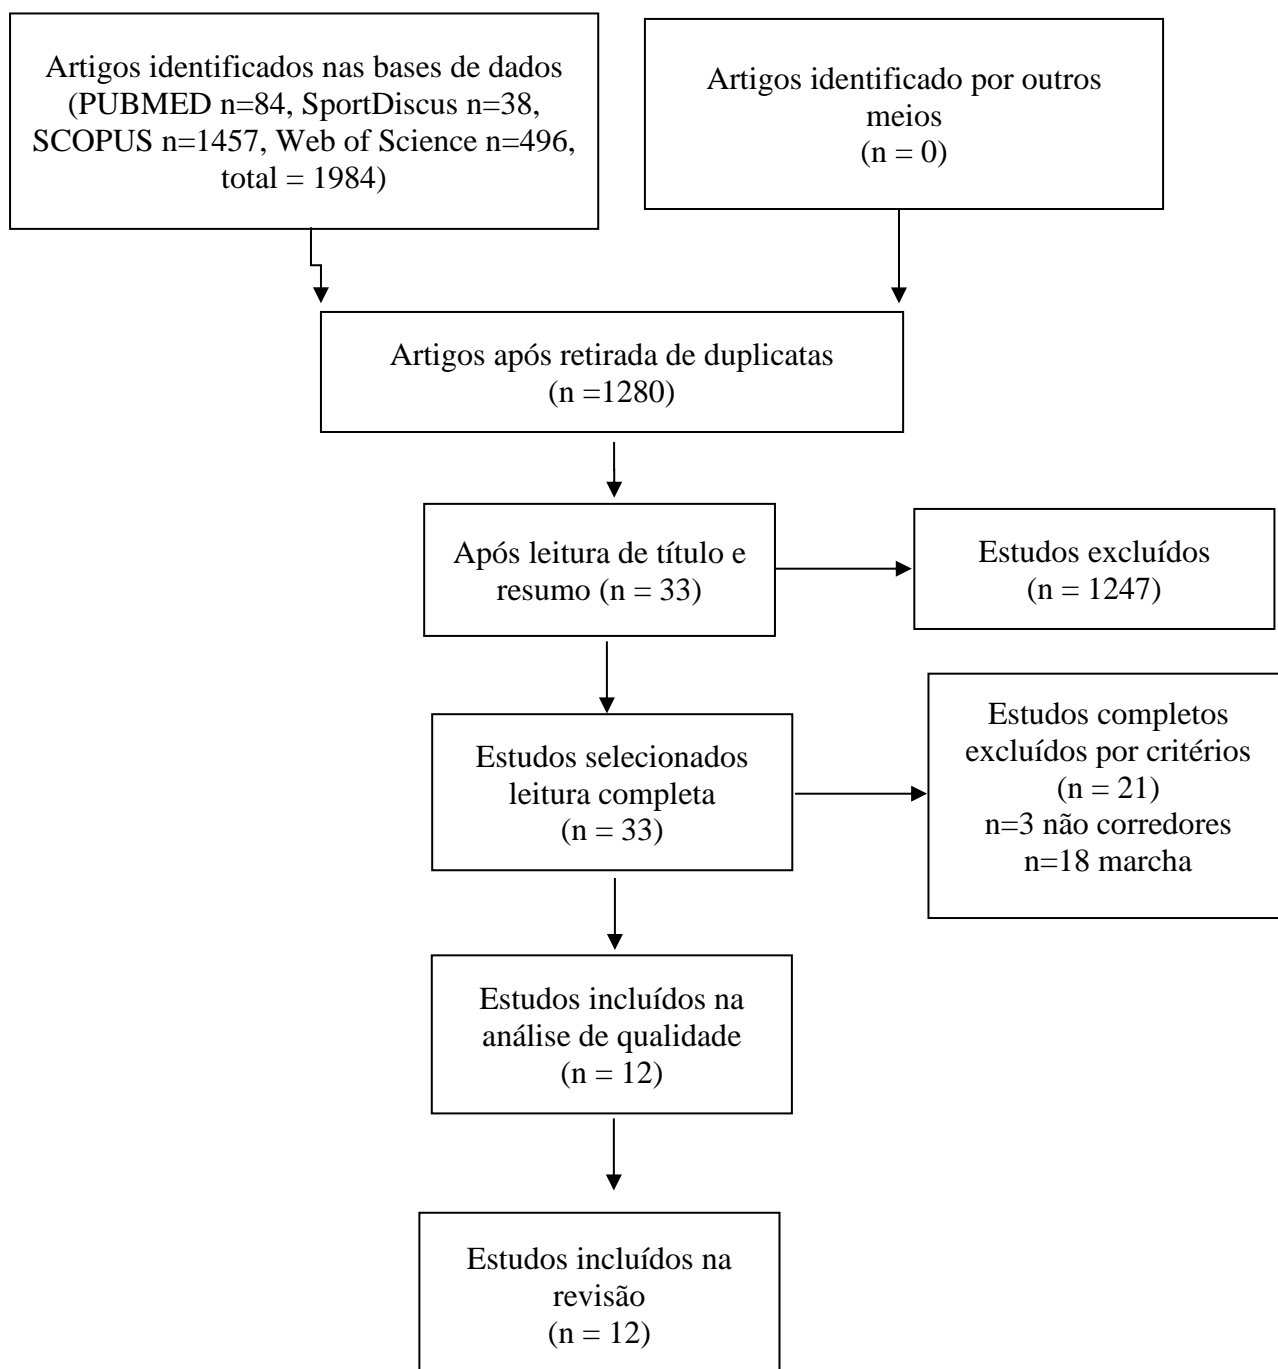 Artigos identificados nas bases de dados
(PUBMED n=84, SportDiscus n=38,
SCOPUS n=1457, Web of Science n=496,
total = 1984)
Artigos identificado por outros
meios
(n = 0)
Artigos após retirada de duplicatas
(n =1280)
Após leitura de título e
resumo (n = 33)
Estudos excluídos
(n = 1247)
Estudos selecionados
leitura completa
(n = 33)
Estudos completos
excluídos por critérios
(n = 21)
n=3 não corredores
n=18 marcha
Estudos incluídos na
análise de qualidade
(n = 12)
Estudos incluídos na
revisão
(n = 12)